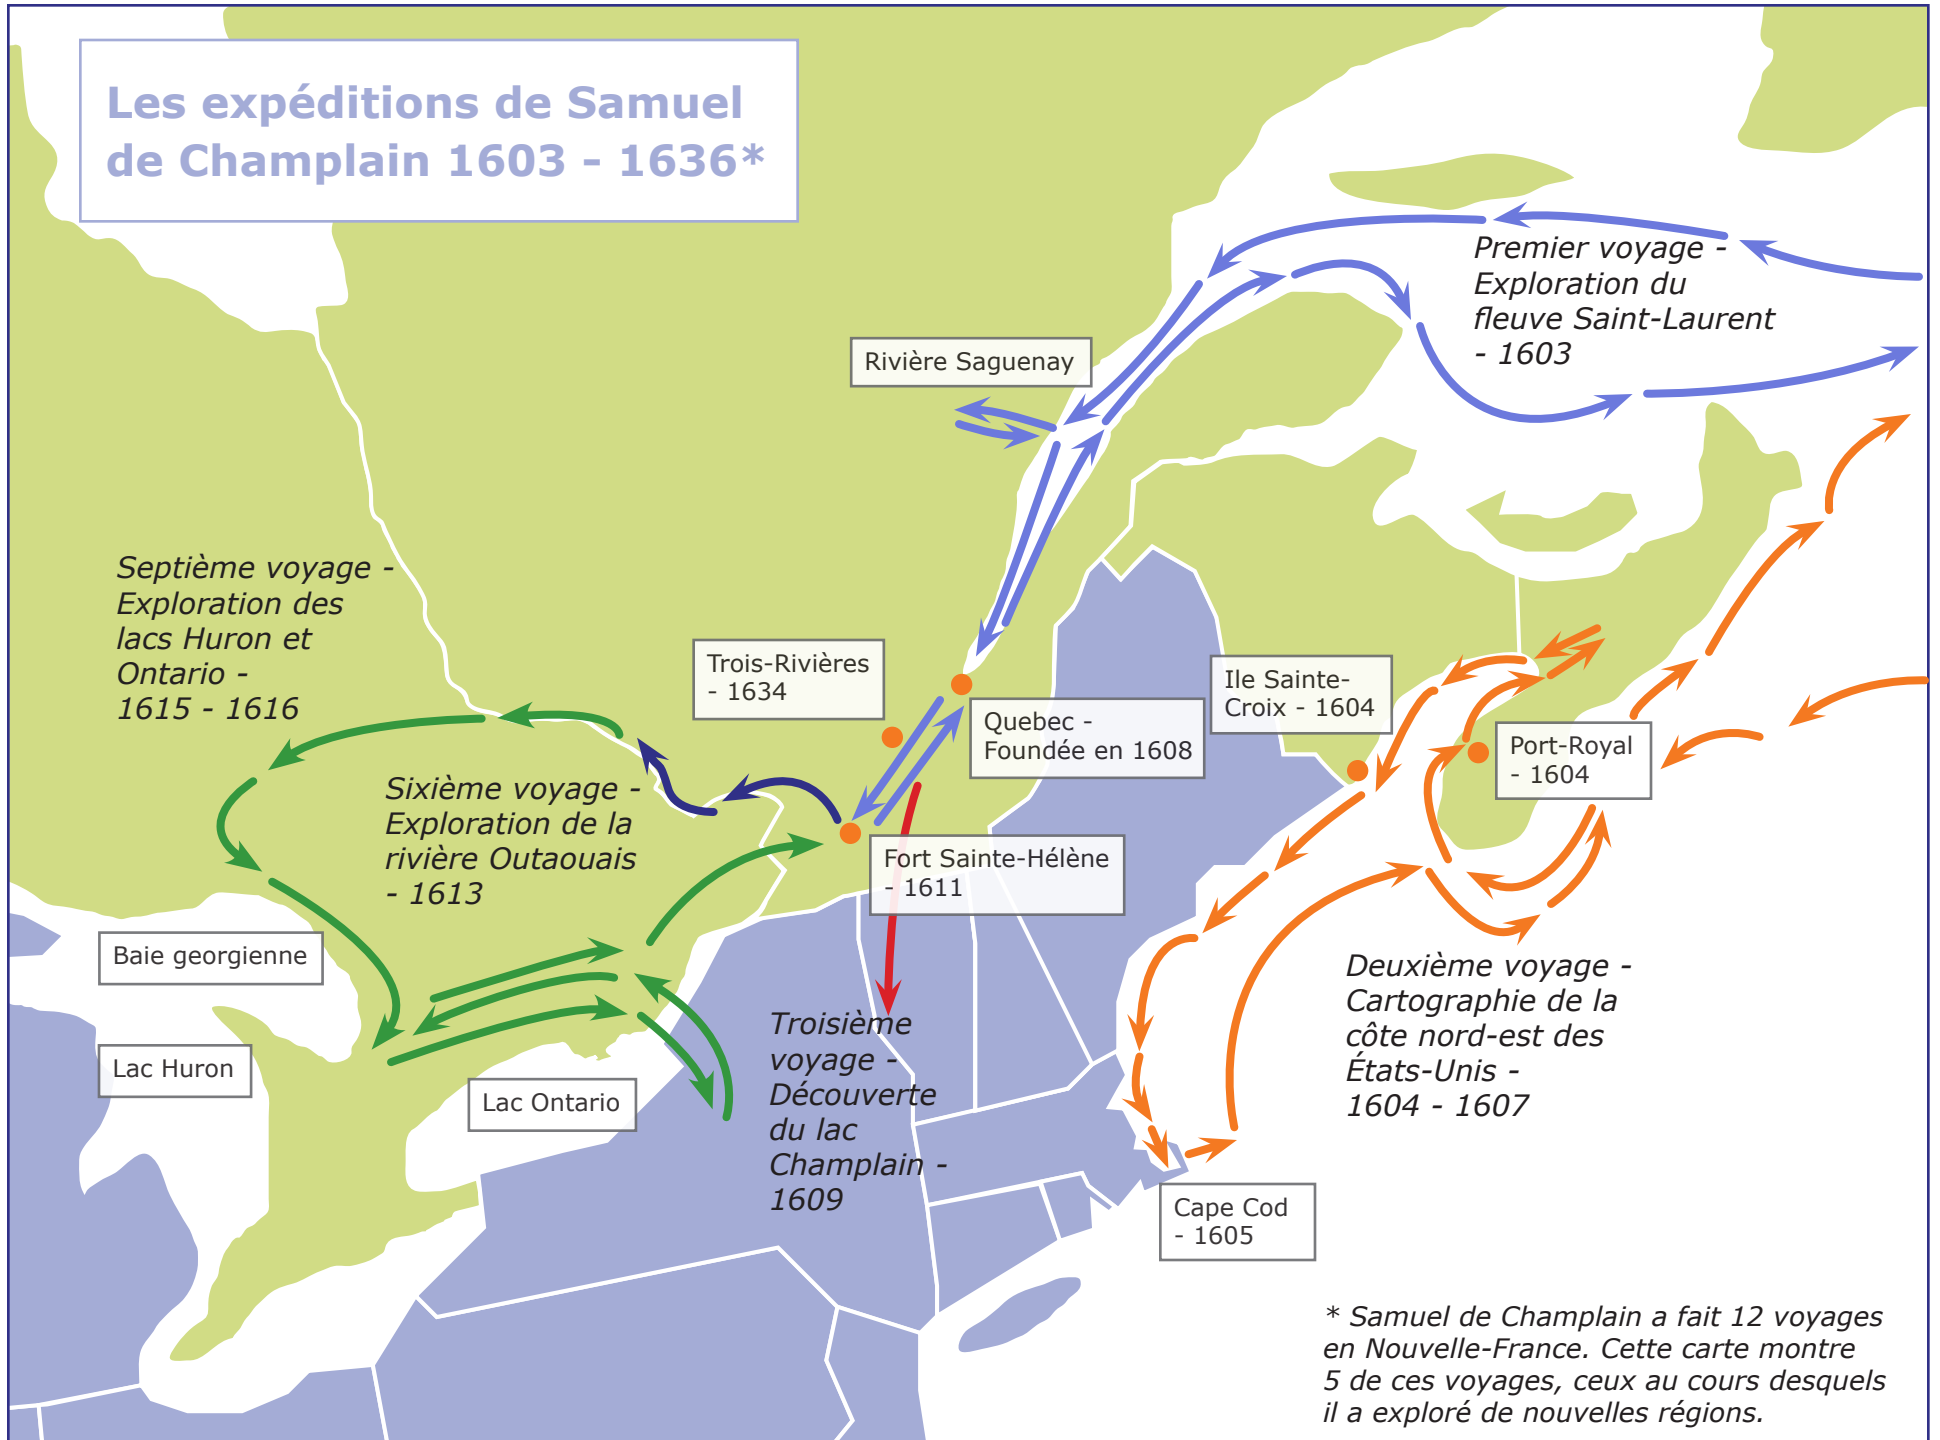 Les expéditions de Samuel
de Champlain 1603 - 1636*
Premier voyage -
Exploration du
fleuve Saint-Laurent
- 1603
Rivière Saguenay
Septième voyage -
Exploration des
lacs Huron et
Ontario -
1615 - 1616
Trois-Rivières
- 1634
Ile Sainte-
Croix - 1604
Quebec -
Foundée en 1608
Port-Royal
- 1604
Sixième voyage -
Exploration de la
rivière Outaouais
- 1613
Fort Sainte-Hélène
- 1611
Baie georgienne
Deuxième voyage -
Cartographie de la
côte nord-est des
États-Unis -
1604 - 1607
Troisième
voyage -
Découverte
du lac
Champlain -
1609
Lac Huron
Lac Ontario
Cape Cod
- 1605
* Samuel de Champlain a fait 12 voyages
en Nouvelle-France. Cette carte montre
5 de ces voyages, ceux au cours desquels
il a exploré de nouvelles régions.